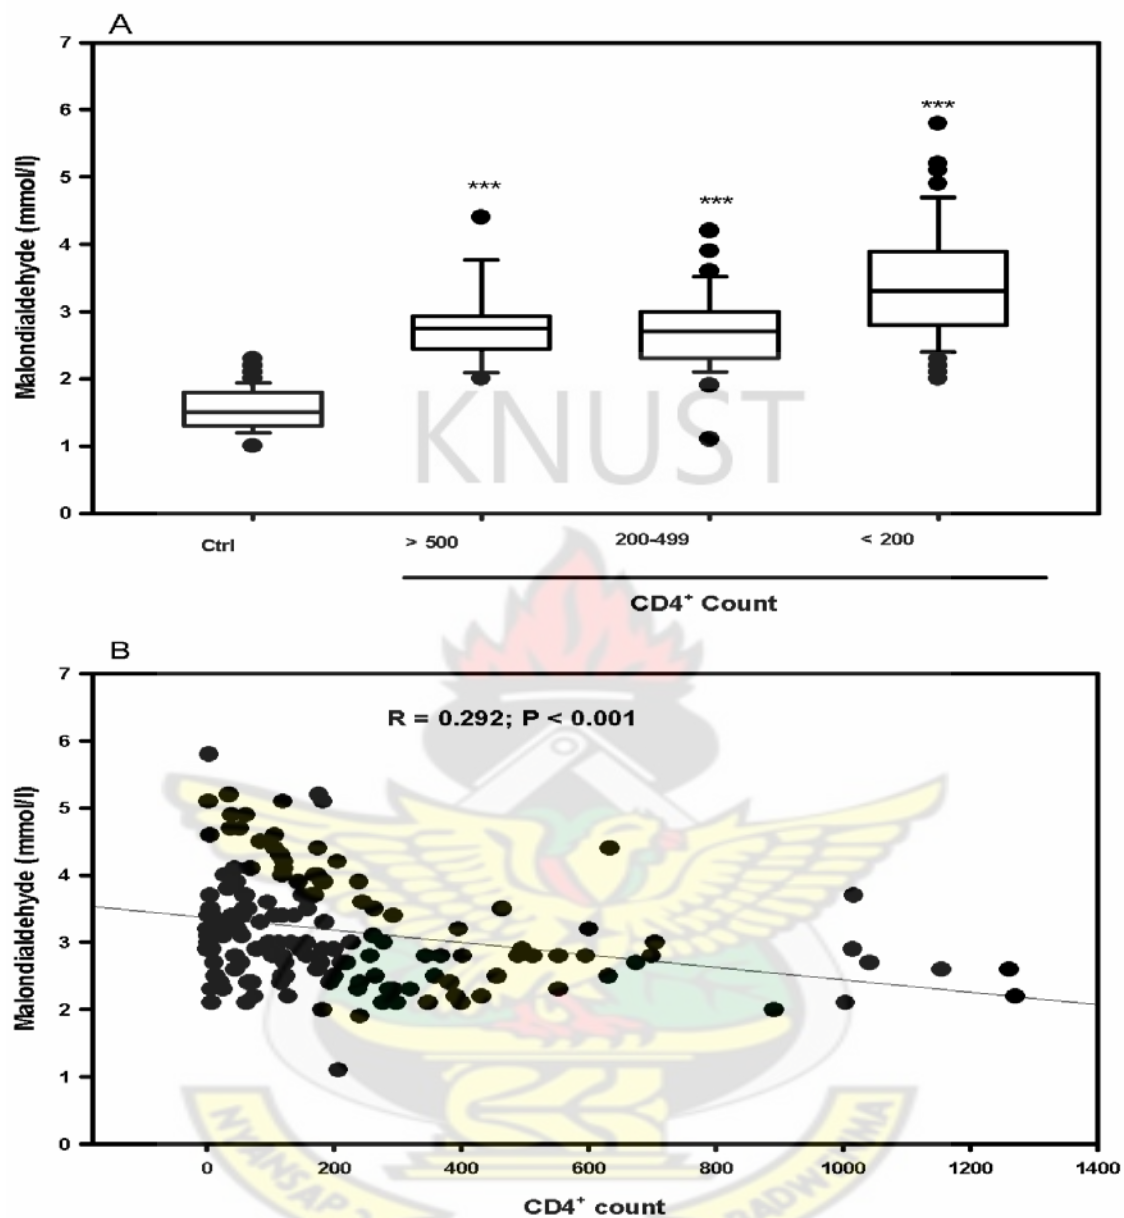 A
7
6
5
4
3
2
1
0
Malondialdehyde (mmol/l)
***
***
***
KNUST
Ctrl
> 500
200-499
< 200
CD4⁺ Count
B
R = 0.292; P < 0.001
7
6
5
4
3
2
1
0
Malondialdehyde (mmol/l)
NYANSAP
ADWENMA
0 200 400 600 800 1000 1200 1400
CD4⁺ count